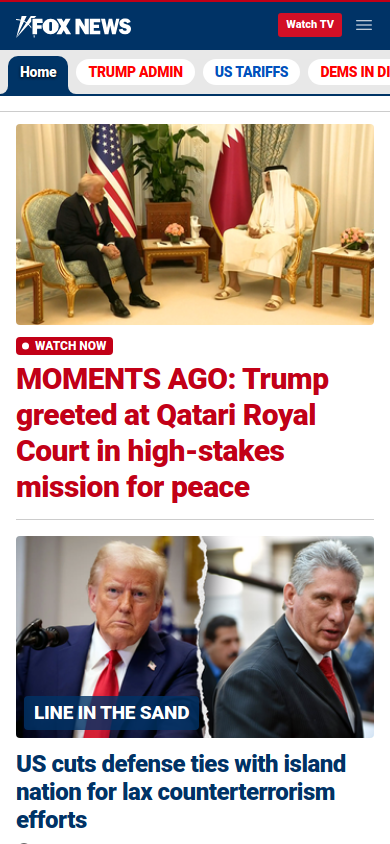 FOX NEWS
Watch TV
Home
TRUMP ADMIN
US TARIFFS
DEMS IN DI
WATCH NOW
MOMENTS AGO: Trump
greeted at Qatari Royal
Court in high-stakes
mission for peace
LINE IN THE SAND
US cuts defense ties with island
nation for lax counterterrorism
efforts